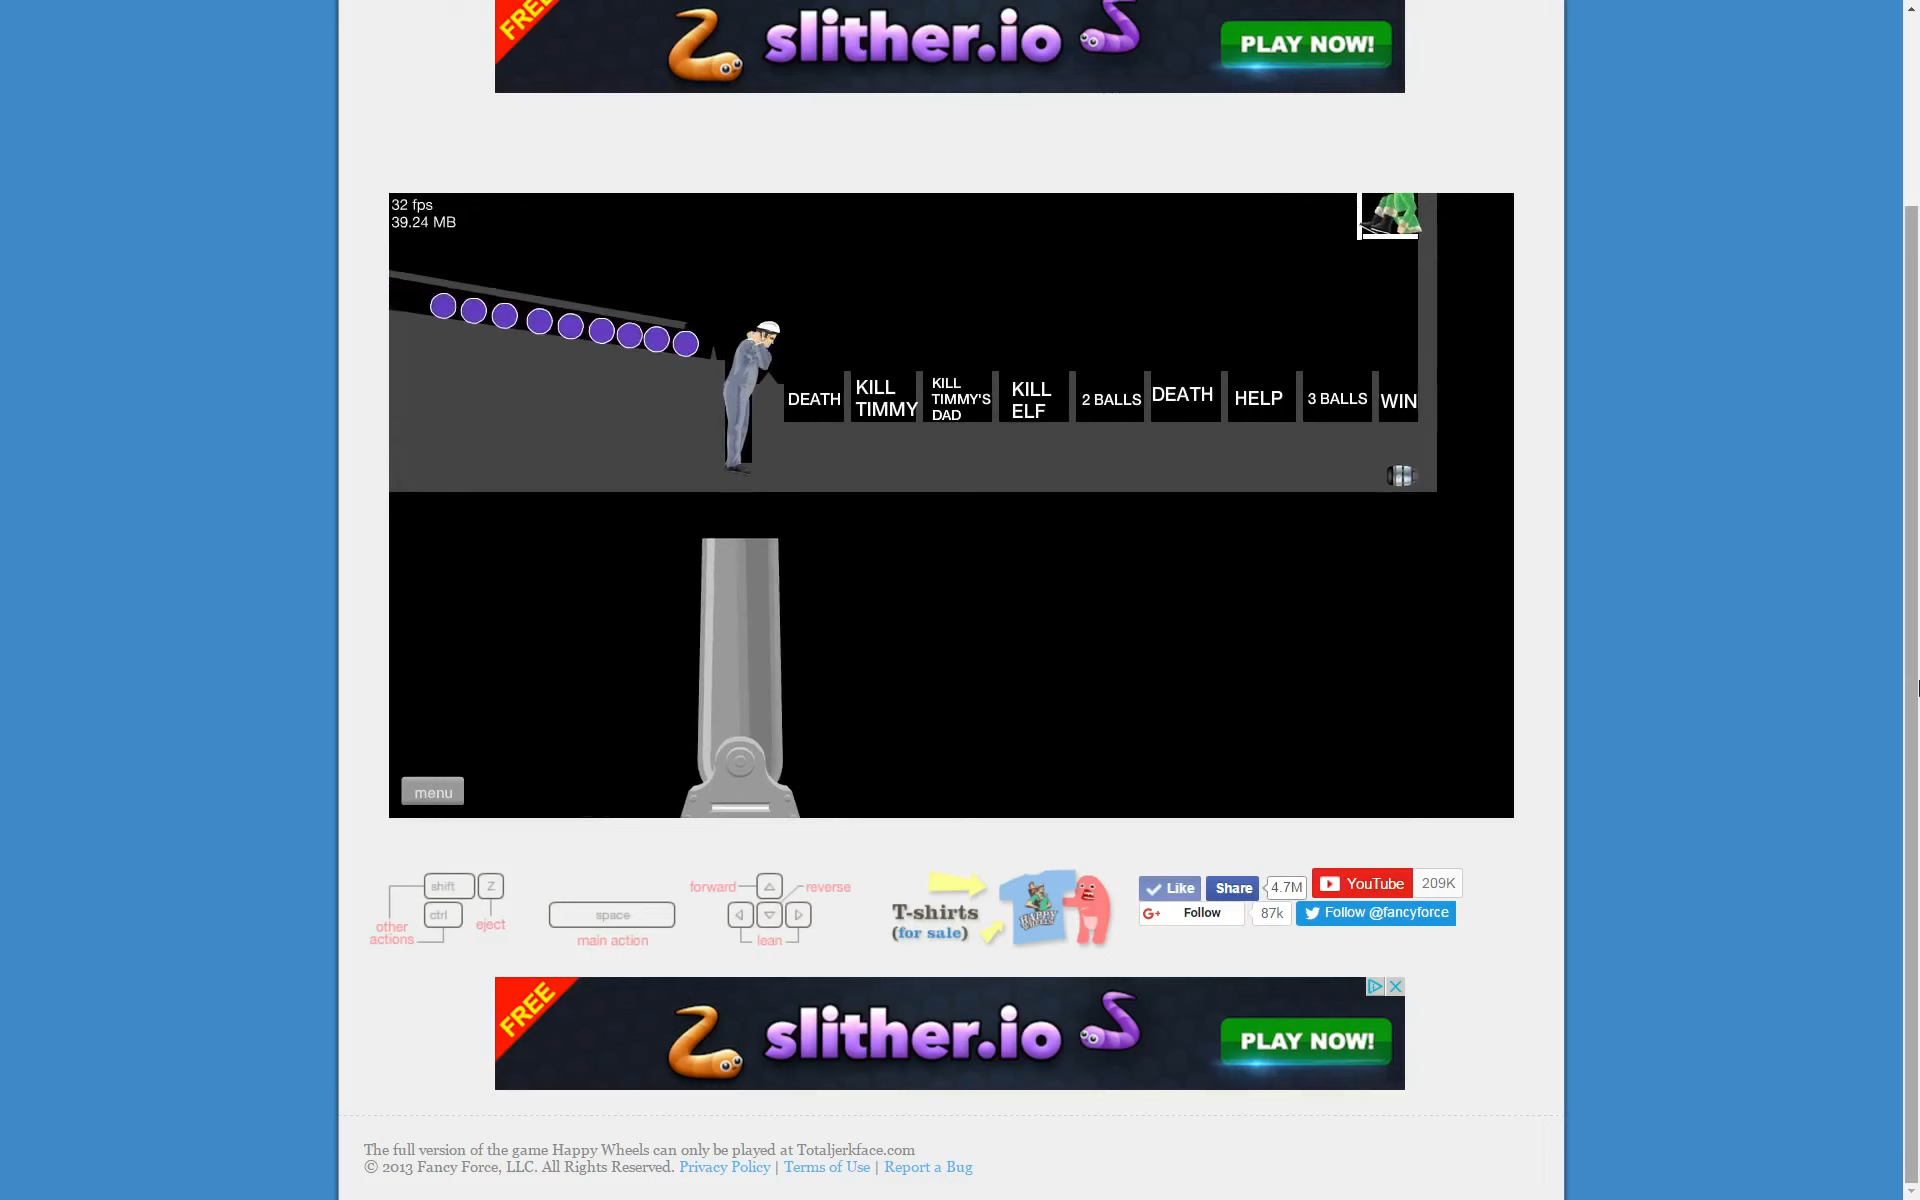 FREE
slither.io
PLAY NOW!
32 fps
39.24 MB
DEATH
KILL
TIMMY
KILL
TIMMY'S
DAD
KILL
ELF
2 BALLS
DEATH
HELP
3 BALLS
WIN
menu
shift
Z
ctrl
other
actions
eject
space
main action
forward
reverse
lean
T-shirts
(for sale)
HAPPY
WHEELS
Like
Share
4.7M
YouTube
209K
G+
Follow
87k
Follow @fancyforce
FREE
slither.io
PLAY NOW!
The full version of the game Happy Wheels can only be played at Totaljerkface.com
© 2013 Fancy Force, LLC. All Rights Reserved. Privacy Policy | Terms of Use | Report a Bug